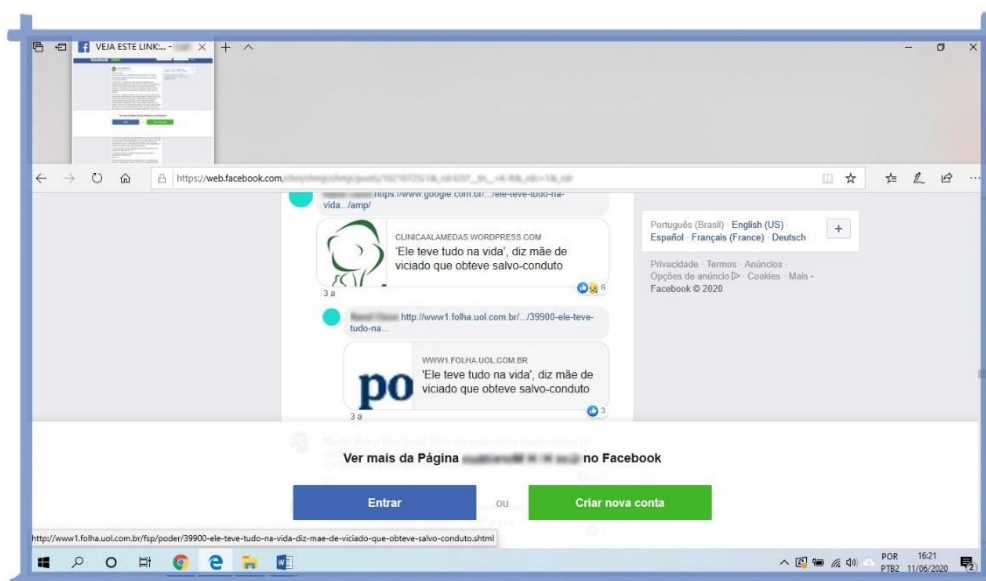 VEJA ESTE LINK:... -
https://web.facebook.com
https://www.google.com.br/.../ele-teve-tudo-na-
vida.../amp/
CLINICAALAMEDAS.WORDPRESS.COM
'Ele teve tudo na vida', diz mãe de
viciado que obteve salvo-conduto
3 a
6
http://www1.folha.uol.com.br/.../39900-ele-teve-
tudo-na...
po
WWW1.FOLHA.UOL.COM.BR
'Ele teve tudo na vida', diz mãe de
viciado que obteve salvo-conduto
3 a
3
Português (Brasil) · English (US) ·
Español · Français (France) · Deutsch
Privacidade · Termos · Anúncios ·
Opções de anúncio · Cookies · Mais
Facebook © 2020
Ver mais da Página no Facebook
Entrar
ou
Criar nova conta
http://www1.folha.uol.com.br/fsp/poder/39900-ele-teve-tudo-na-vida-diz-mae-de-viciado-que-obteve-salvo-conduto.shtml
POR
PTB2
16:21
11/06/2020
2